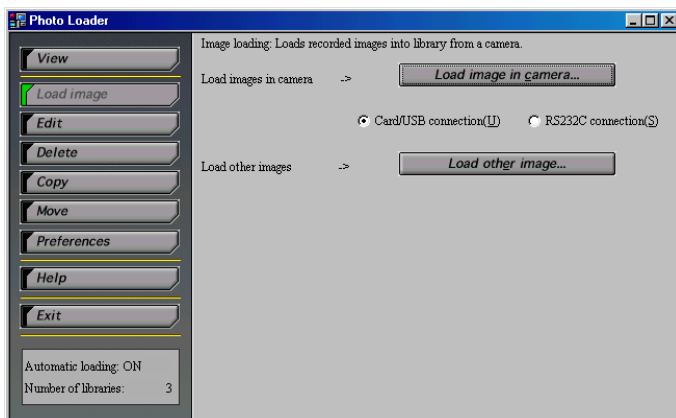 Photo Loader
View
Load image
Edit
Delete
Copy
Move
Preferences
Help
Exit
Automatic loading: ON
Number of libraries: 3
Image loading: Loads recorded images into library from a camera.
Load images in camera -> Load image in camera...
Card/USB connection(U) RS232C connection(S)
Load other images -> Load other image...